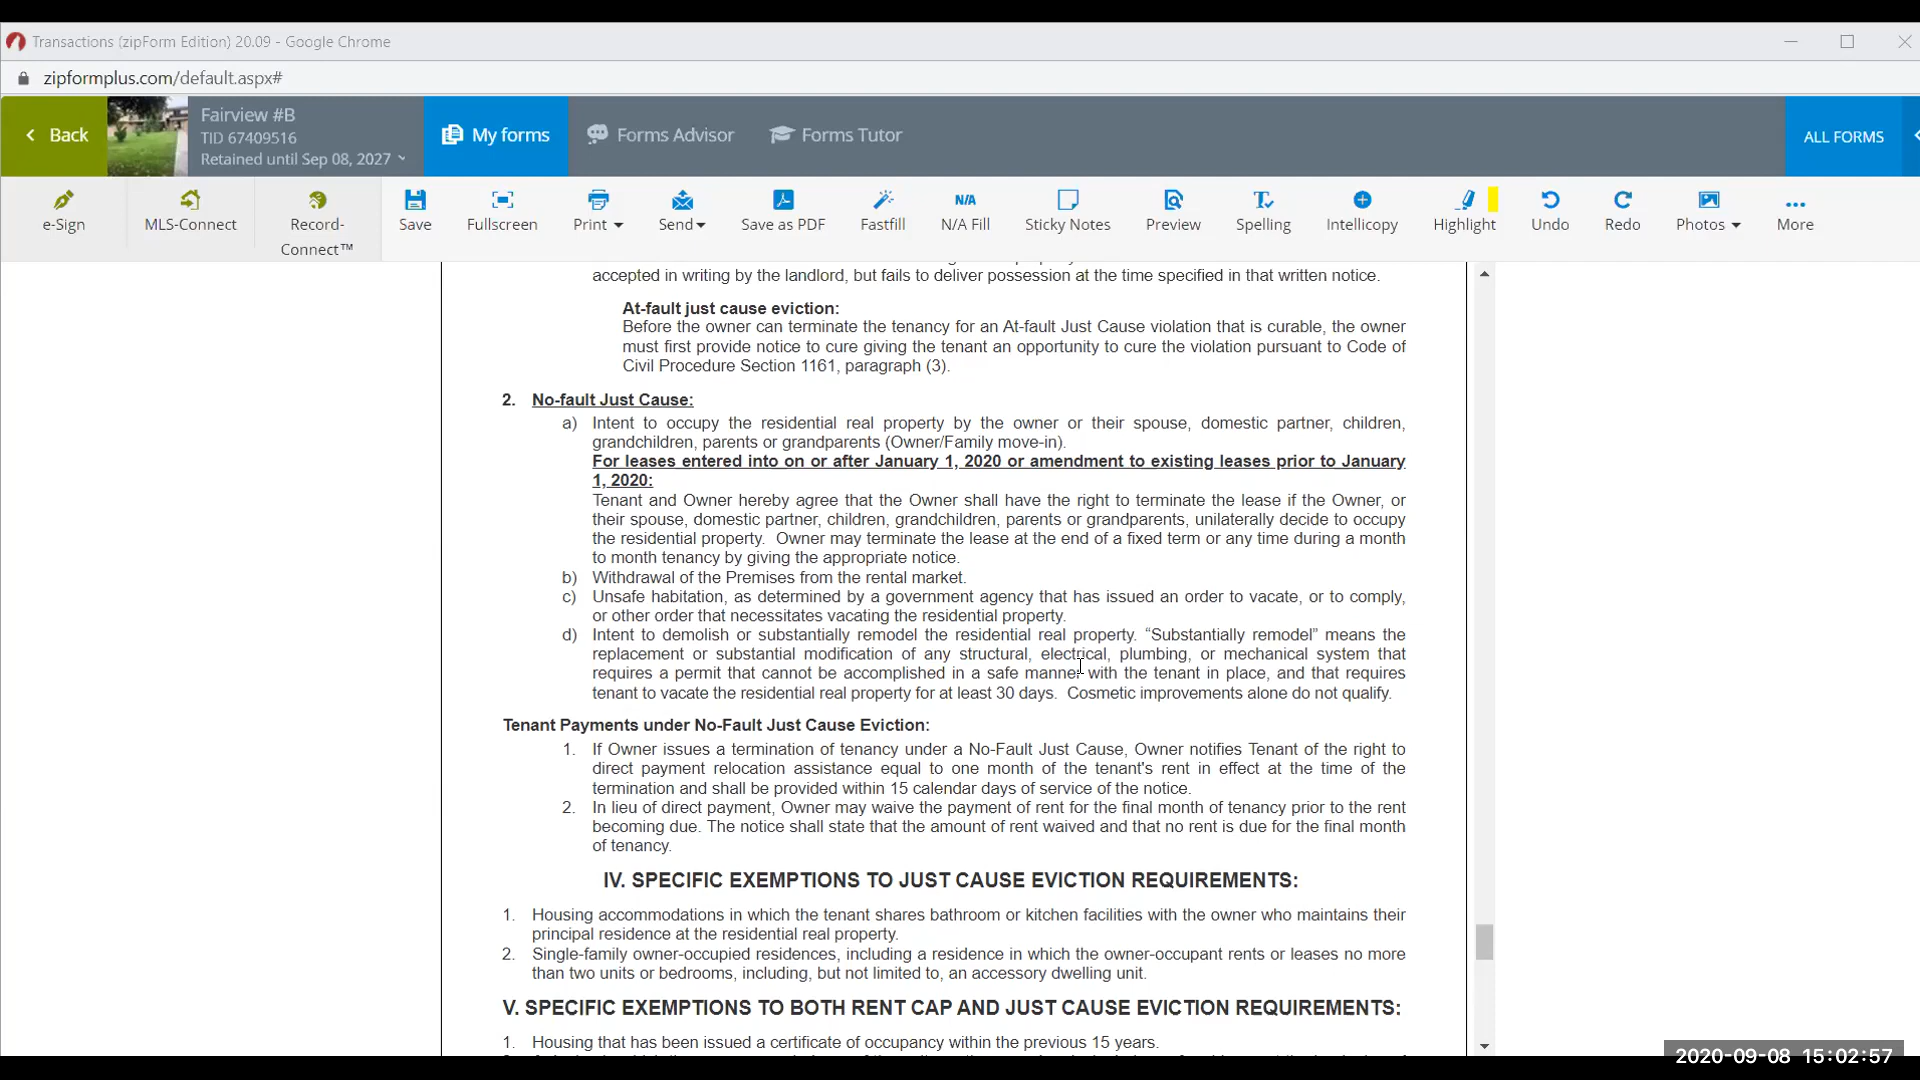 Transactions (zipForm Edition) 20.09 - Google Chrome
zipformplus.com/default.aspx#
Back
Fairview #B
TID 67409516
Retained until Sep 08, 2027
My forms
Forms Advisor
Forms Tutor
ALL FORMS
e-Sign
MLS-Connect
Record-
Connect™
Save
Fullscreen
Print
Send
Save as PDF
Fastfill
N/A
N/A Fill
Sticky Notes
Preview
Spelling
Intellicopy
Highlight
Undo
Redo
Photos
More
accepted in writing by the landlord, but fails to deliver possession at the time specified in that written notice.
At-fault just cause eviction:
Before the owner can terminate the tenancy for an At-fault Just Cause violation that is curable, the owner
must first provide notice to cure giving the tenant an opportunity to cure the violation pursuant to Code of
Civil Procedure Section 1161, paragraph (3).
2. No-fault Just Cause:
a) Intent to occupy the residential real property by the owner or their spouse, domestic partner, children,
grandchildren, parents or grandparents (Owner/Family move-in).
For leases entered into on or after January 1, 2020 or amendment to existing leases prior to January
1, 2020:
Tenant and Owner hereby agree that the Owner shall have the right to terminate the lease if the Owner, or
their spouse, domestic partner, children, grandchildren, parents or grandparents, unilaterally decide to occupy
the residential property. Owner may terminate the lease at the end of a fixed term or any time during a month
to month tenancy by giving the appropriate notice.
b) Withdrawal of the Premises from the rental market.
c) Unsafe habitation, as determined by a government agency that has issued an order to vacate, or to comply,
or other order that necessitates vacating the residential property.
d) Intent to demolish or substantially remodel the residential real property. “Substantially remodel” means the
replacement or substantial modification of any structural, electrical, plumbing, or mechanical system that
requires a permit that cannot be accomplished in a safe manner with the tenant in place, and that requires
tenant to vacate the residential real property for at least 30 days. Cosmetic improvements alone do not qualify.
Tenant Payments under No-Fault Just Cause Eviction:
1. If Owner issues a termination of tenancy under a No-Fault Just Cause, Owner notifies Tenant of the right to
direct payment relocation assistance equal to one month of the tenant's rent in effect at the time of the
termination and shall be provided within 15 calendar days of service of the notice.
2. In lieu of direct payment, Owner may waive the payment of rent for the final month of tenancy prior to the rent
becoming due. The notice shall state that the amount of rent waived and that no rent is due for the final month
of tenancy.
IV. SPECIFIC EXEMPTIONS TO JUST CAUSE EVICTION REQUIREMENTS:
1. Housing accommodations in which the tenant shares bathroom or kitchen facilities with the owner who maintains their
principal residence at the residential real property.
2. Single-family owner-occupied residences, including a residence in which the owner-occupant rents or leases no more
than two units or bedrooms, including, but not limited to, an accessory dwelling unit.
V. SPECIFIC EXEMPTIONS TO BOTH RENT CAP AND JUST CAUSE EVICTION REQUIREMENTS:
1. Housing that has been issued a certificate of occupancy within the previous 15 years.
2020-09-08 15:02:57